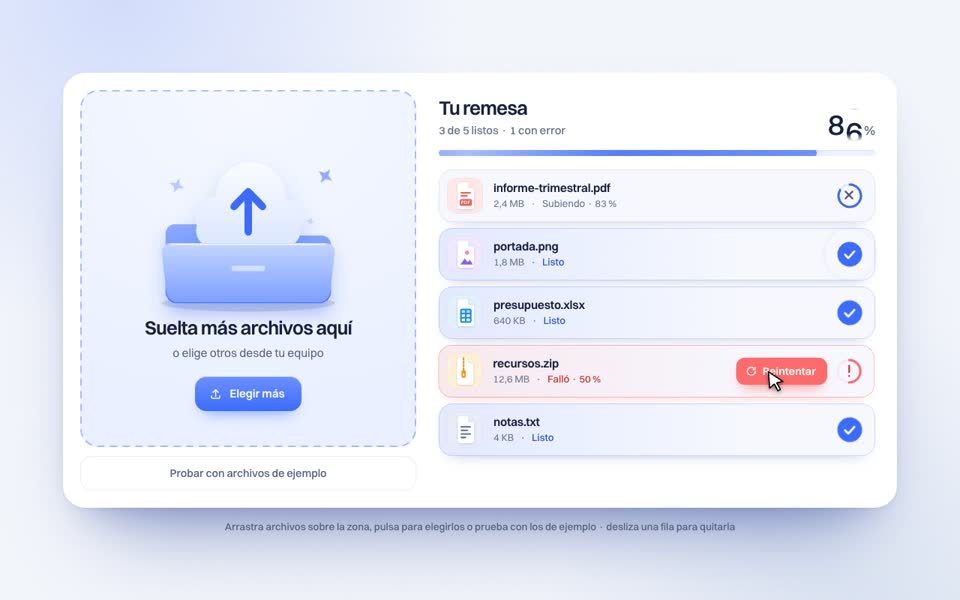 Suelta más archivos aquí
o elige otros desde tu equipo
Elegir más
Probar con archivos de ejemplo
Tu remesa
3 de 5 listos · 1 con error
86%
informe-trimestral.pdf
2,4 MB · Subiendo · 83 %
PDF
portada.png
1,8 MB · Listo
presupuesto.xlsx
640 KB · Listo
recursos.zip
12,6 MB · Falló · 50 %
Reintentar
notas.txt
4 KB · Listo
Arrastra archivos sobre la zona, pulsa para elegirlos o prueba con los de ejemplo · desliza una fila para quitarla